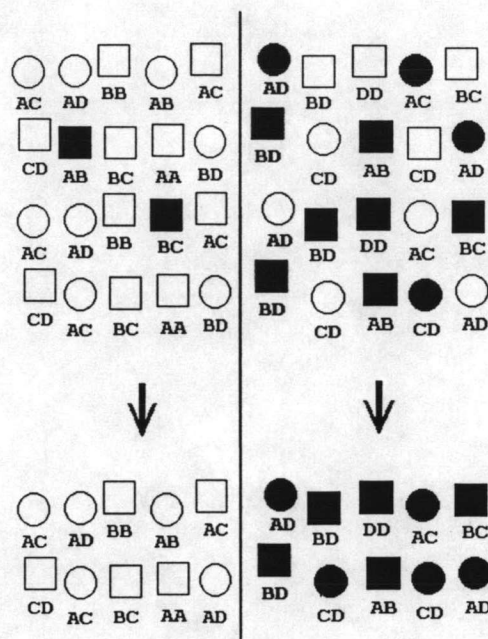 AC AD BB AB AC
CD AB BC AA BD
AC AD BB BC AC
CD AC BC AA BD
AC AD BB AB AC
CD AC BC AA AD
AD BD DD AC BC
BD CD AB CD AD
AD BD DD AC BC
BD CD AB CD AD
AD BD DD AC BC
BD CD AB CD AD